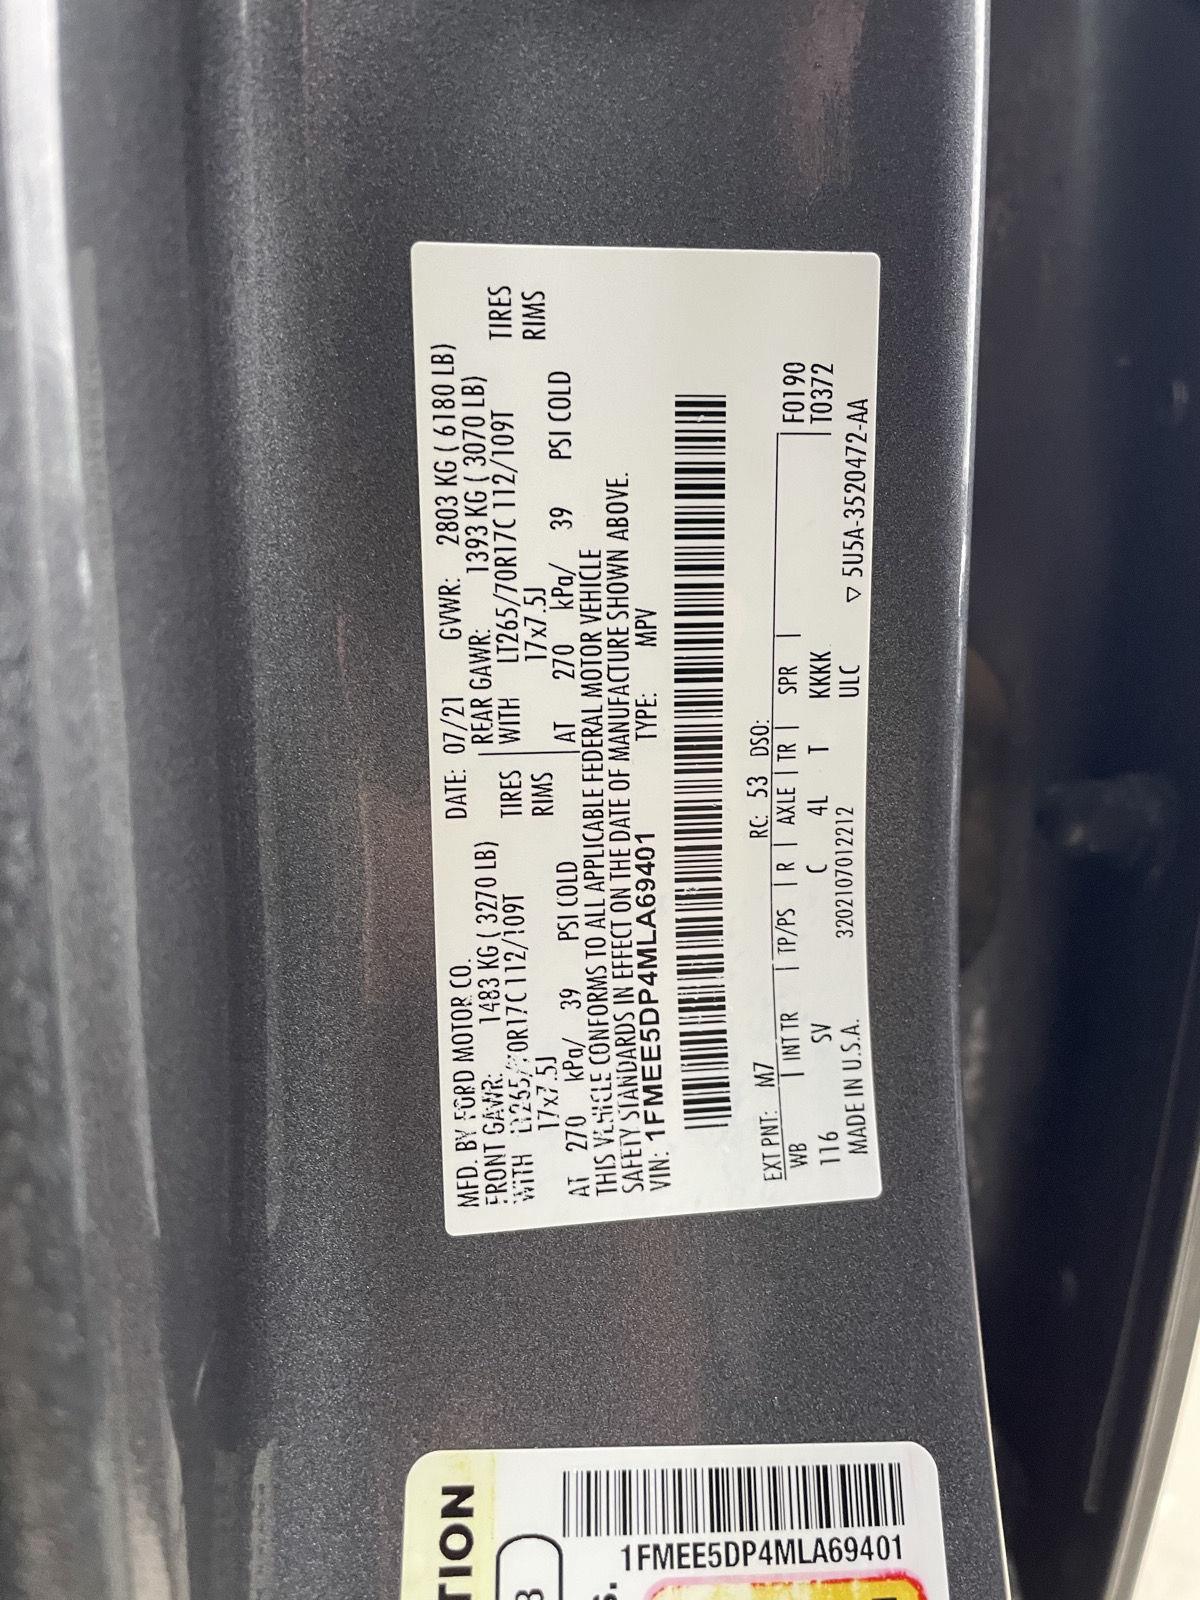 MFD. BY FORD MOTOR CO. DATE: 07/21 GVWR: 2803 KG ( 6180 LB)
FRONT GAWR: 1483 KG ( 3270 LB) REAR GAWR: 1393 KG ( 3070 LB)
WITH LT265/70R17C 112/109T TIRES WITH LT265/70R17C 112/109T TIRES
17x7.5J RIMS 17x7.5J RIMS
AT 270 kPa/ 39 PSI COLD AT 270 kPa/ 39 PSI COLD
THIS VEHICLE CONFORMS TO ALL APPLICABLE FEDERAL MOTOR VEHICLE
SAFETY STANDARDS IN EFFECT ON THE DATE OF MANUFACTURE SHOWN ABOVE.
VIN: 1FMEE5DP4MLA69401 TYPE: MPV
EXT PNT: M7 RC: 53 DSO:
WB INT TR TP/PS R AXLE TR SPR F0190
116 SV C 4L T KKKK T0372
MADE IN U.S.A. 3202107012212 ULC ▽ 5U5A-3520472-AA
TION
1FMEE5DP4MLA69401